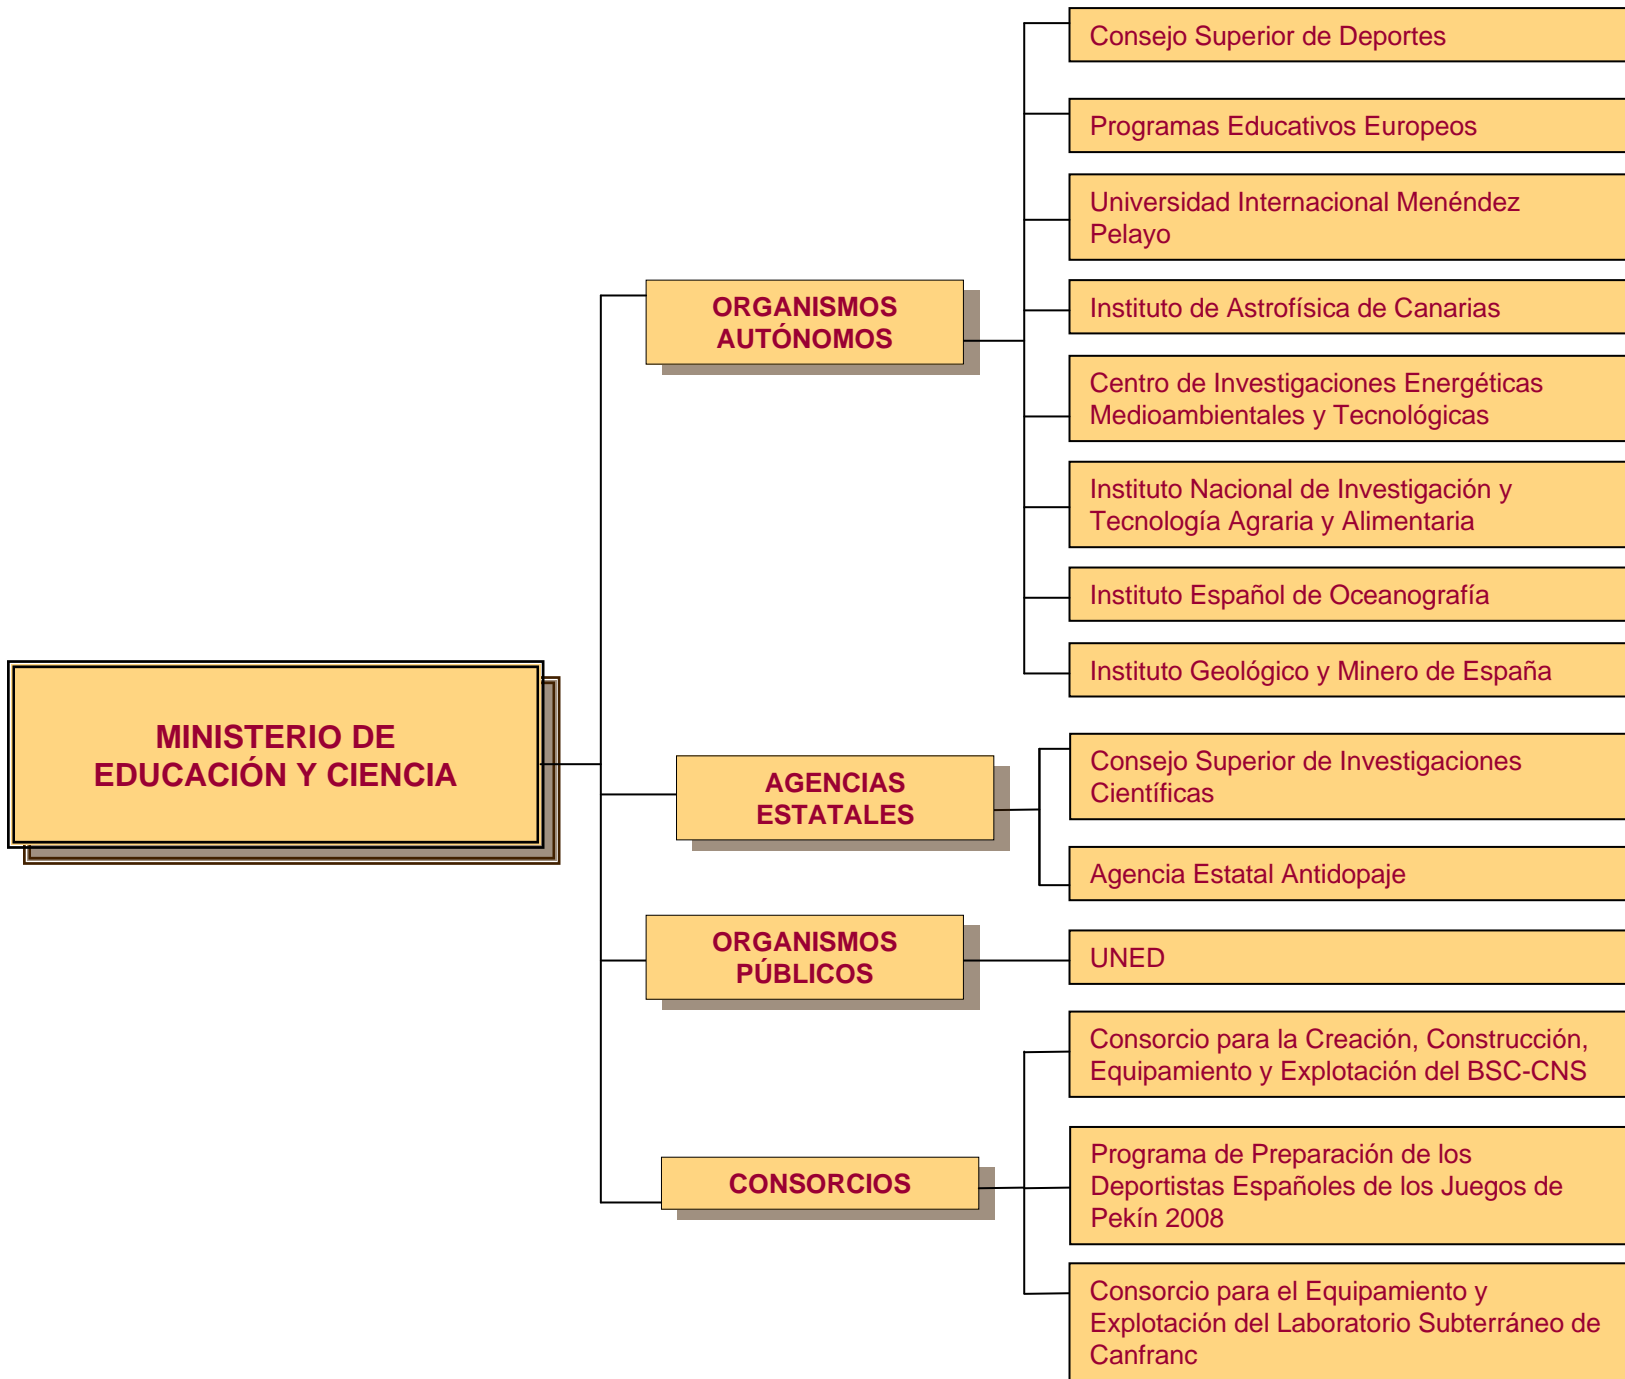 Consejo Superior de Deportes
Programas Educativos Europeos
Universidad Internacional Menéndez
Pelayo
ORGANISMOS
AUTÓNOMOS
Instituto de Astrofísica de Canarias
Centro de Investigaciones Energéticas
Medioambientales y Tecnológicas
Instituto Nacional de Investigación y
Tecnología Agraria y Alimentaria
Instituto Español de Oceanografía
Instituto Geológico y Minero de España
MINISTERIO DE
EDUCACIÓN Y CIENCIA
AGENCIAS
ESTATALES
Consejo Superior de Investigaciones
Científicas
Agencia Estatal Antidopaje
ORGANISMOS
PÚBLICOS
UNED
Consorcio para la Creación, Construcción,
Equipamiento y Explotación del BSC-CNS
CONSORCIOS
Programa de Preparación de los
Deportistas Españoles de los Juegos de
Pekín 2008
Consorcio para el Equipamiento y
Explotación del Laboratorio Subterráneo de
Canfranc